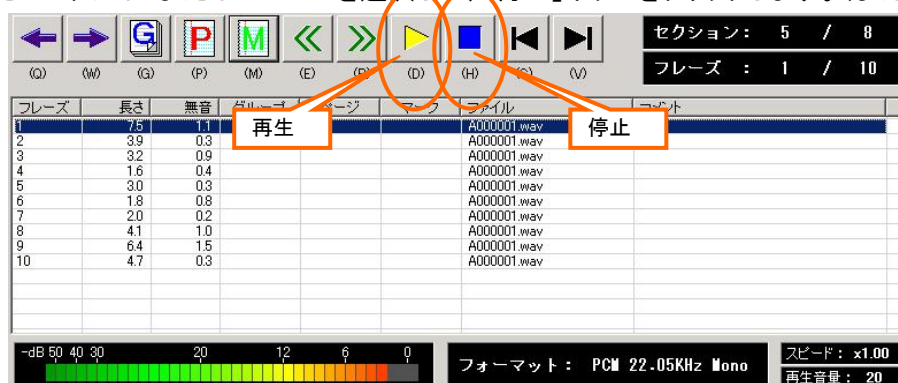 (Q) (W) (G) (P) (M) (E) (D) (H) (V)
G P M
セクション: 5 / 8
フレーズ : 1 / 10
フレーズ 長さ 無音 マーク ファイル
再生
停止
1 7.5 1.1 A000001.wav
2 3.9 0.3 A000001.wav
3 3.2 0.9 A000001.wav
4 1.6 0.4 A000001.wav
5 3.0 0.3 A000001.wav
6 1.8 0.8 A000001.wav
7 2.0 0.2 A000001.wav
8 4.1 1.0 A000001.wav
9 6.4 1.5 A000001.wav
10 4.7 0.3 A000001.wav
-dB 50 40 30 20 12 6 0
フォーマット: PCM 22.05KHz Mono
スピード: x1.00
再生音量: 20